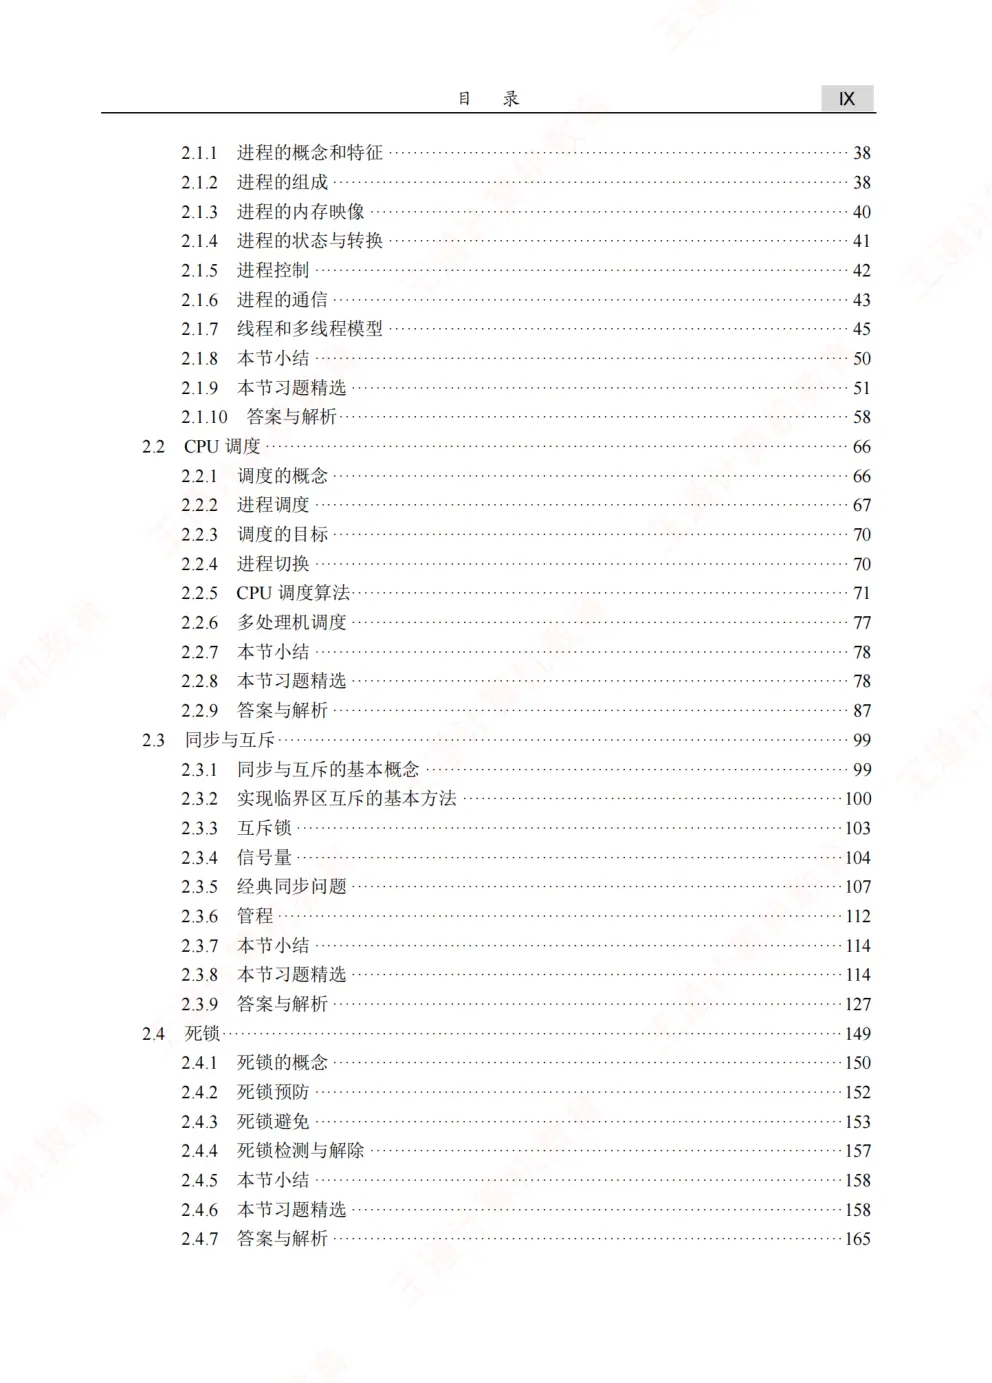 目 录 IX
2.1.1 进程的概念和特征 38
2.1.2 进程的组成 38
2.1.3 进程的内存映像 40
2.1.4 进程的状态与转换 41
2.1.5 进程控制 42
2.1.6 进程的通信 43
2.1.7 线程和多线程模型 45
2.1.8 本节小结 50
2.1.9 本节习题精选 51
2.1.10 答案与解析 58
2.2 CPU 调度 66
2.2.1 调度的概念 66
2.2.2 进程调度 67
2.2.3 调度的目标 70
2.2.4 进程切换 70
2.2.5 CPU 调度算法 71
2.2.6 多处理机调度 77
2.2.7 本节小结 78
2.2.8 本节习题精选 78
2.2.9 答案与解析 87
2.3 同步与互斥 99
2.3.1 同步与互斥的基本概念 99
2.3.2 实现临界区互斥的基本方法 100
2.3.3 互斥锁 103
2.3.4 信号量 104
2.3.5 经典同步问题 107
2.3.6 管程 112
2.3.7 本节小结 114
2.3.8 本节习题精选 114
2.3.9 答案与解析 127
2.4 死锁 149
2.4.1 死锁的概念 150
2.4.2 死锁预防 152
2.4.3 死锁避免 153
2.4.4 死锁检测与解除 157
2.4.5 本节小结 158
2.4.6 本节习题精选 158
2.4.7 答案与解析 165